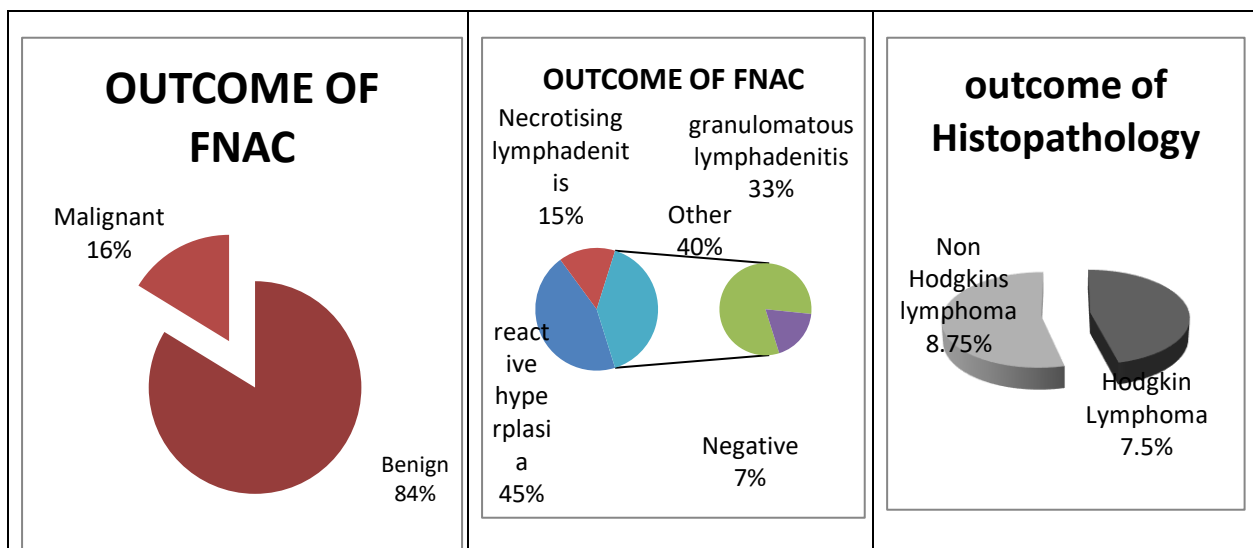 OUTCOME OF
FNAC
Malignant
16%
Benign
84%
OUTCOME OF FNAC
Necrotising
lymphadenit
is
15%
granulomatous
lymphadenitis
33%
Other
40%
react
ive
hype
rplasi
a
45%
Negative
7%
outcome of
Histopathology
Non
Hodgkins
lymphoma
8.75%
Hodgkin
Lymphoma
7.5%